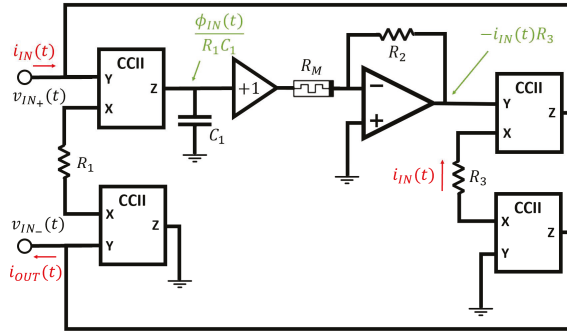 i_IN(t)
ϕ_IN(t)
R_1C_1
−i_IN(t)R_3
R_2
R_M
CCII
Y
Z
X
v_IN+(t)
+1
−
+
C_1
CCII
Y
Z
X
R_1
i_IN(t)
R_3
CCII
X
Z
Y
v_IN−(t)
i_OUT(t)
CCII
X
Z
Y